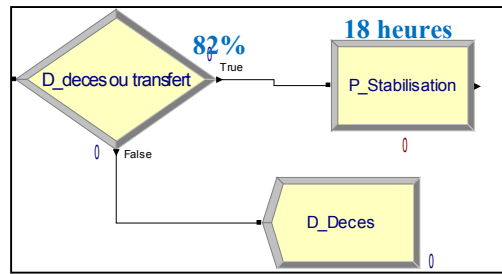 82%
18 heures
0
True
D_deces ou transfert
P_Stabilisation
0
False
0
D_Deces
0